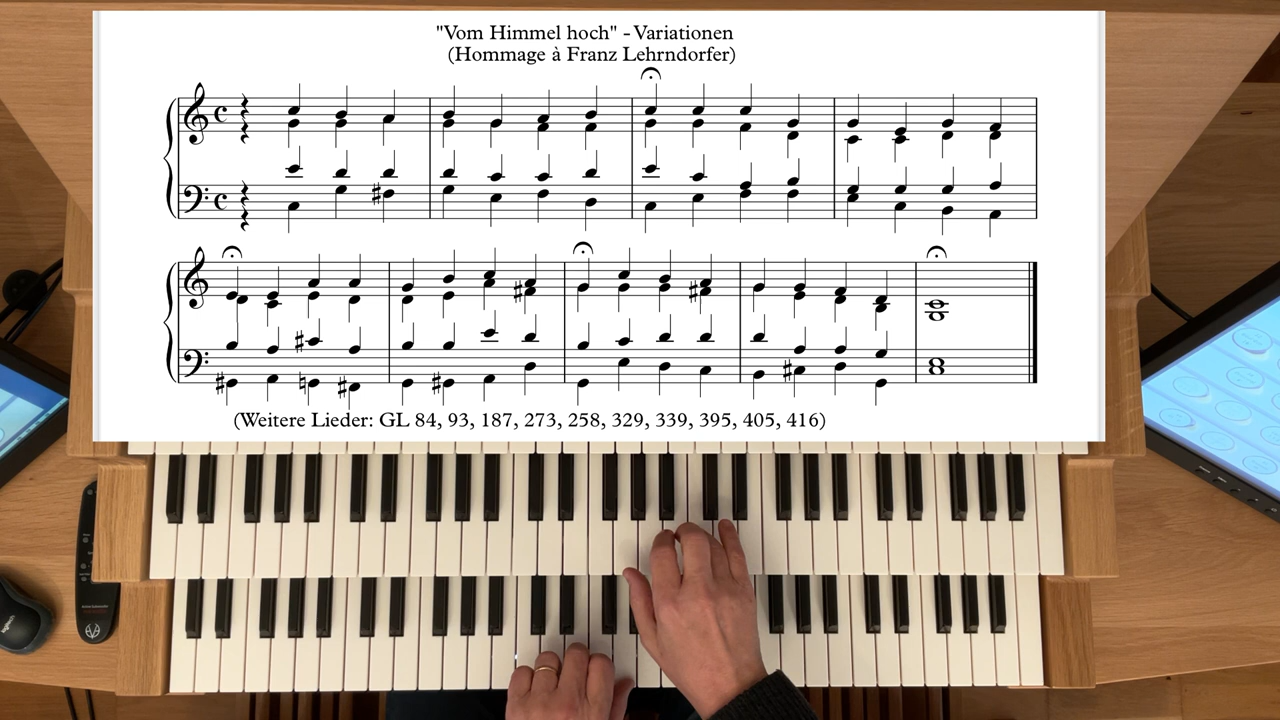 "Vom Himmel hoch" - Variationen
(Hommage à Franz Lehrndorfer)
(Weitere Lieder: GL 84, 93, 187, 273, 258, 329, 339, 395, 405, 416)